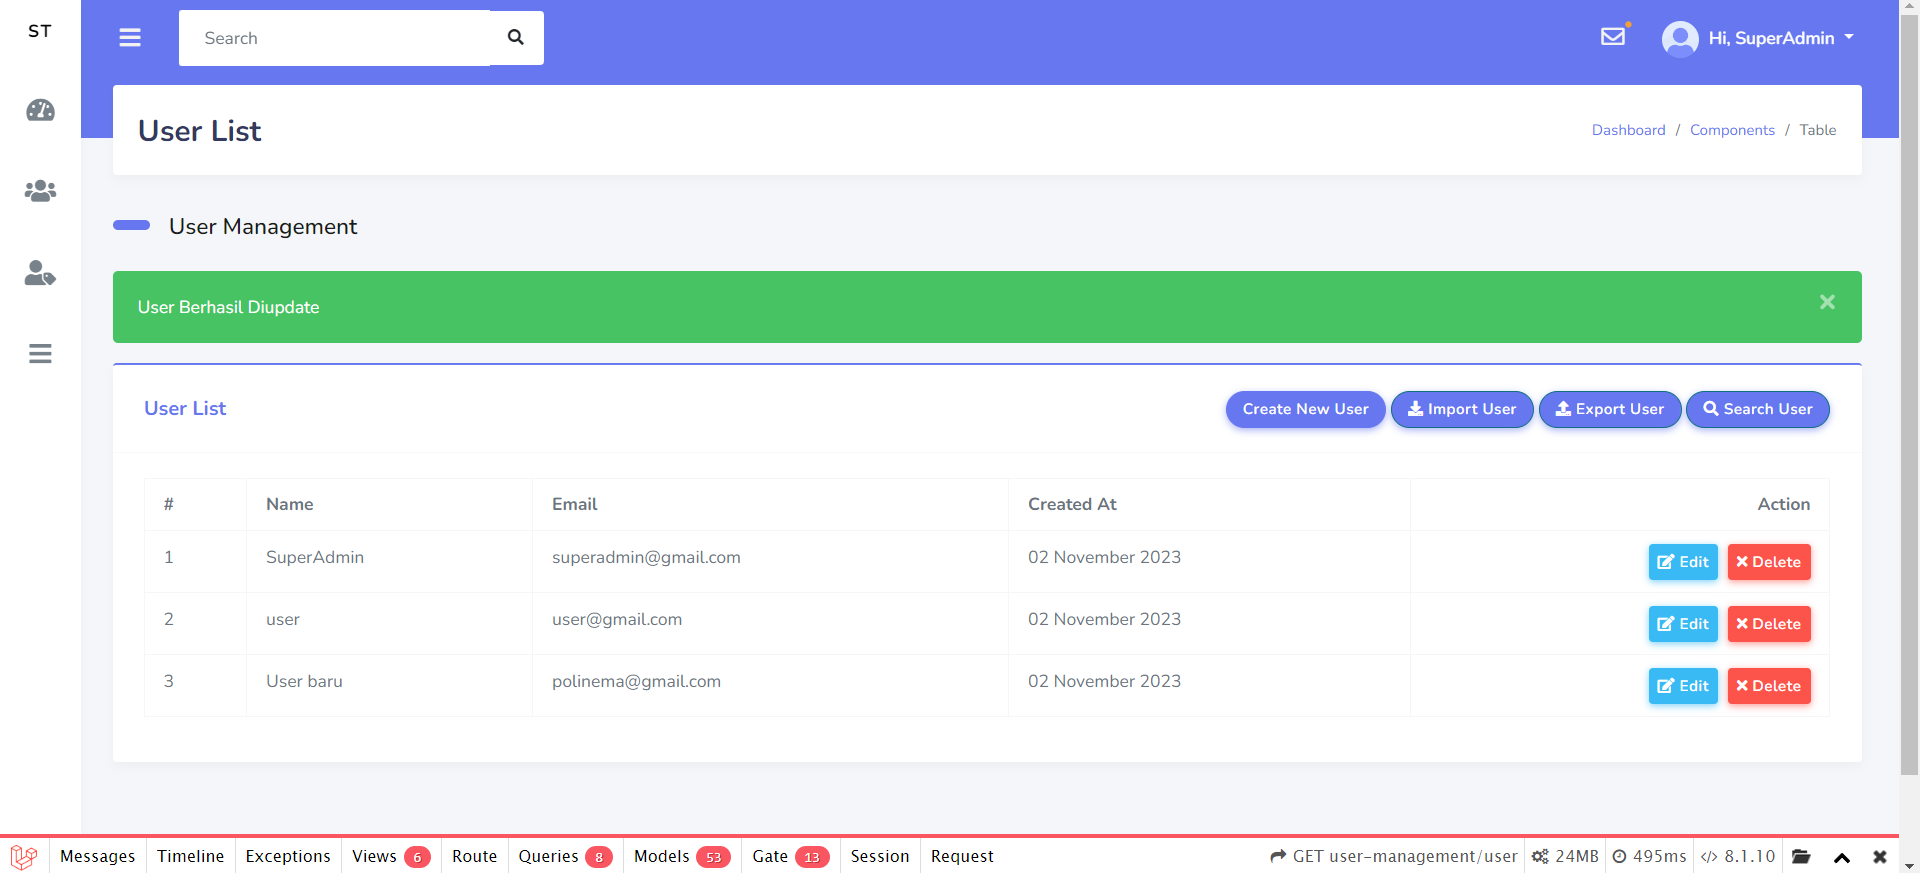 ST
Search
Hi, SuperAdmin
User List
Dashboard / Components / Table
User Management
User Berhasil Diupdate
User List
Create New User Import User Export User Search User
# Name Email Created At Action
1 SuperAdmin superadmin@gmail.com 02 November 2023 Edit Delete
2 user user@gmail.com 02 November 2023 Edit Delete
3 User baru polinema@gmail.com 02 November 2023 Edit Delete
Messages Timeline Exceptions Views 6 Route Queries 8 Models 53 Gate 13 Session Request GET user-management/user 24MB 495ms </> 8.1.10